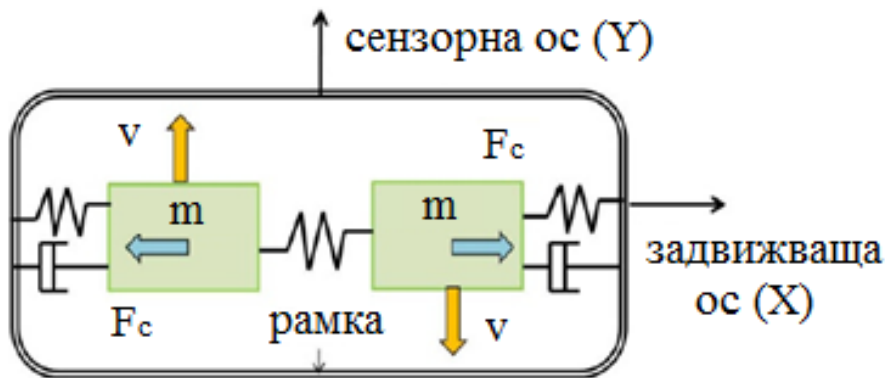 сензорна ос (Y)
v
Fc
m
m
задвижваща
ос (X)
Fc
рамка
v